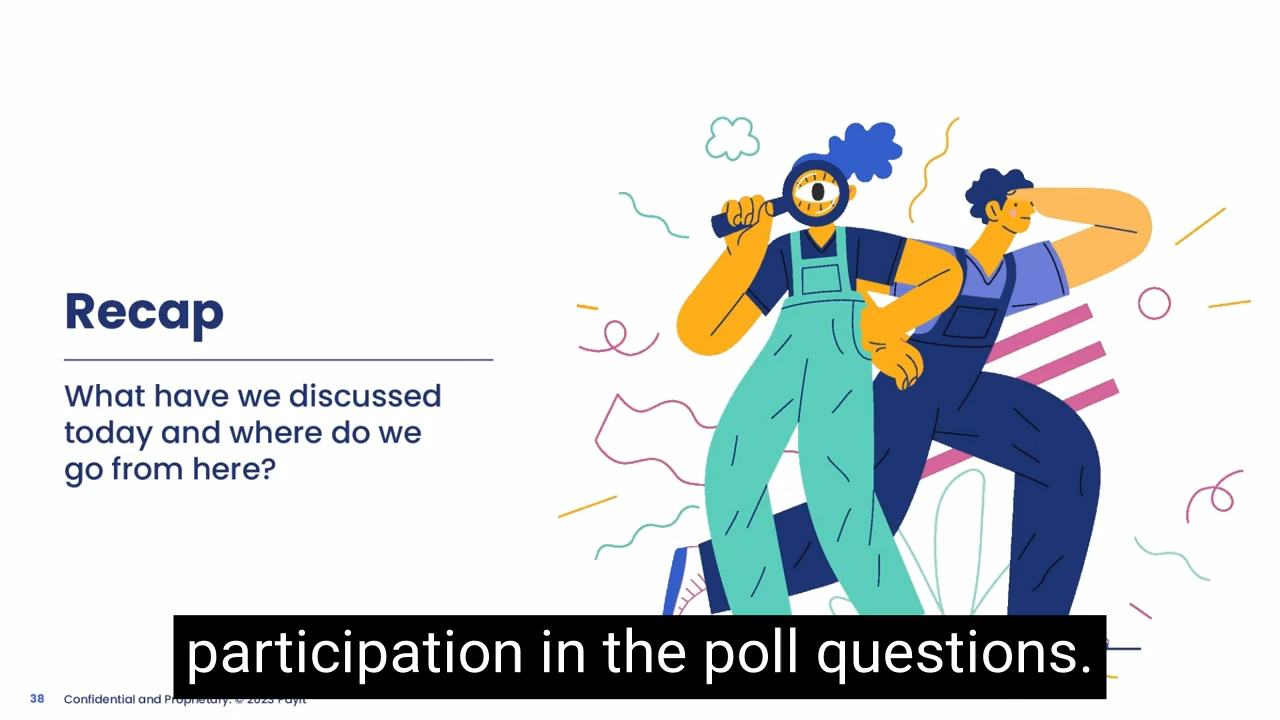 Recap
What have we discussed
today and where do we
go from here?
participation in the poll questions.
38 Confidential and Proprietary. © 2023 PayIt